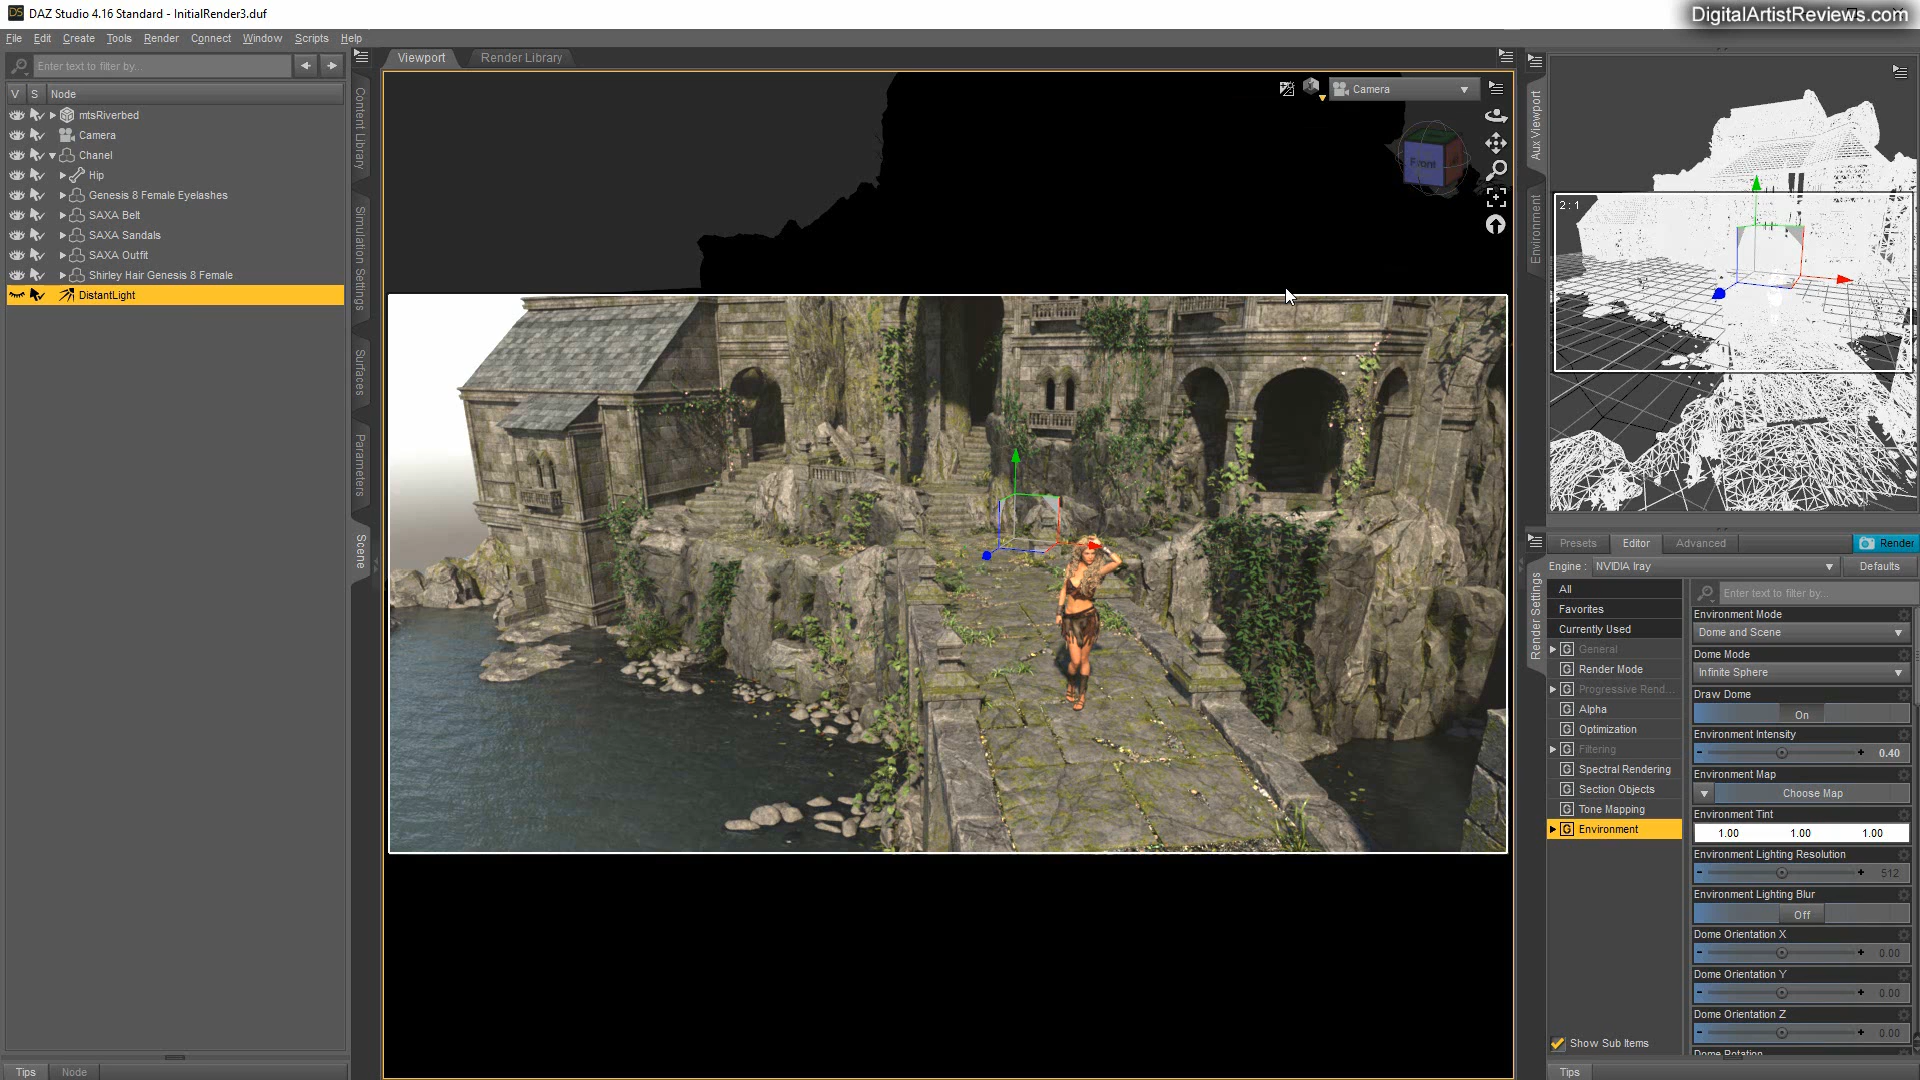 DS DAZ Studio 4.16 Standard - InitialRender3.duf
DigitalArtistReviews.com
File Edit Create Tools Render Connect Window Scripts Help
Enter text to filter by...
V S Node
mtsRiverbed
Camera
Chanel
Hip
Genesis 8 Female Eyelashes
SAXA Belt
SAXA Sandals
SAXA Outfit
Shirley Hair Genesis 8 Female
DistantLight
Tips Node
Content Library
Simulation Settings
Surfaces
Parameters
Scene
Viewport Render Library
Camera
Front
Aux Viewport
Environment
2 : 1
Render Settings
Presets Editor Advanced Render
Engine : NVIDIA Iray Defaults
All
Favorites
Currently Used
General
Render Mode
Progressive Rend...
Alpha
Optimization
Filtering
Spectral Rendering
Section Objects
Tone Mapping
Environment
Show Sub Items
Enter text to filter by...
Environment Mode
Dome and Scene
Dome Mode
Infinite Sphere
Draw Dome
On
Environment Intensity
0.40
Environment Map
Choose Map
Environment Tint
1.00 1.00 1.00
Environment Lighting Resolution
512
Environment Lighting Blur
Off
Dome Orientation X
0.00
Dome Orientation Y
0.00
Dome Orientation Z
0.00
Dome Rotation
Tips